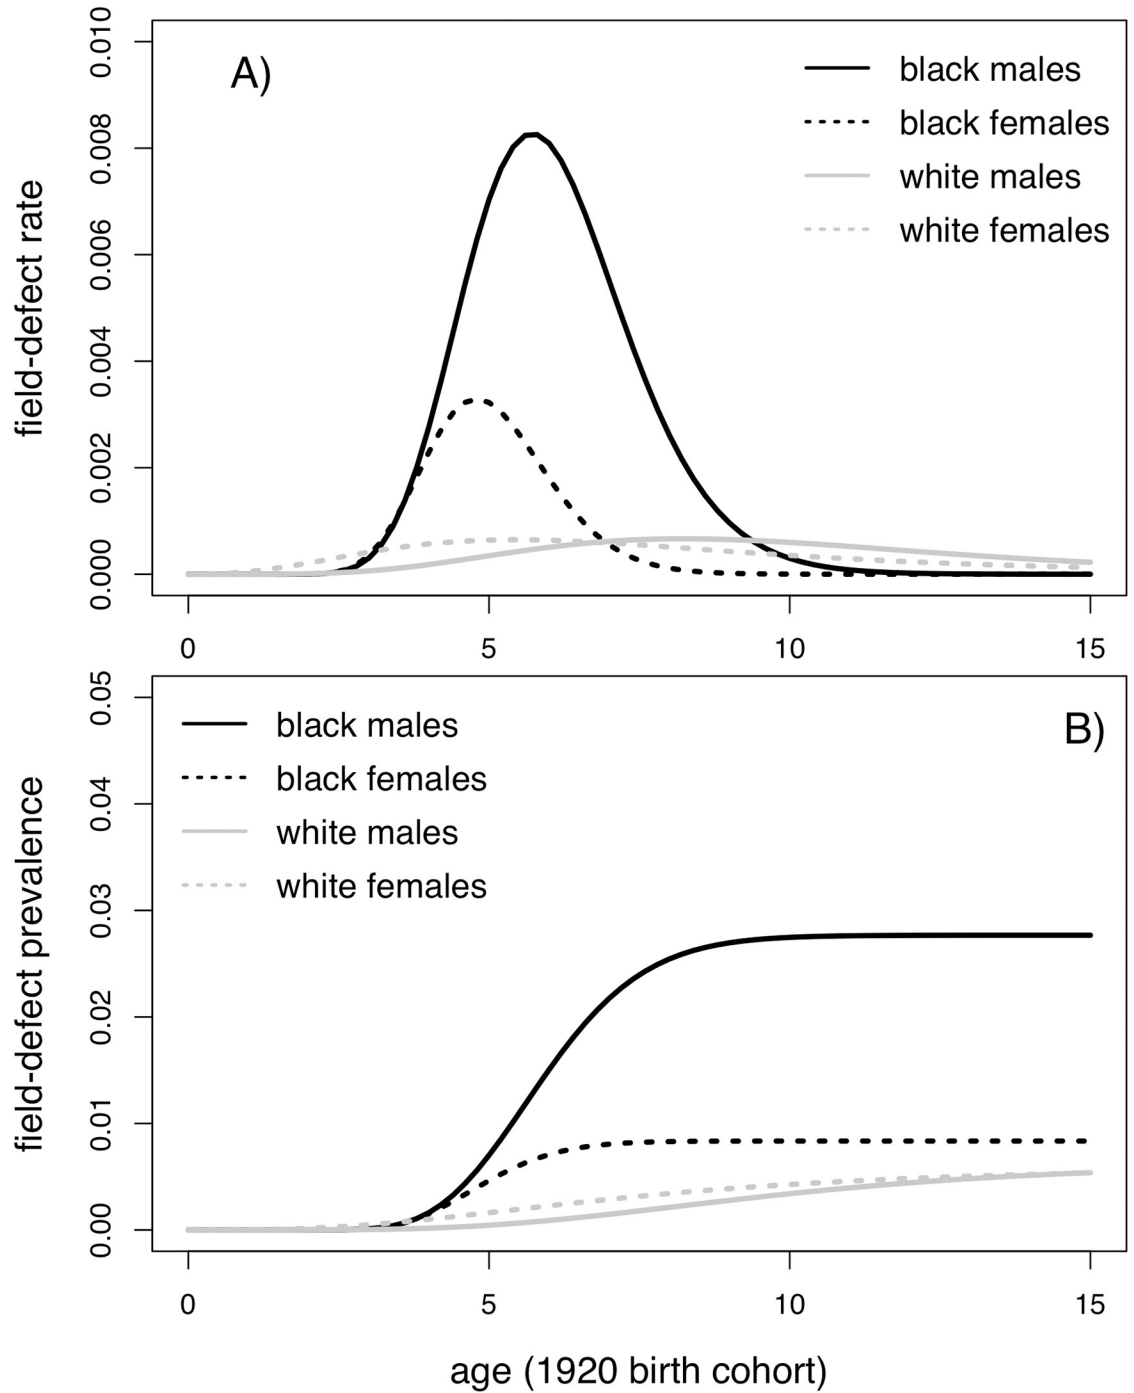 A)
black males
black females
white males
white females
field-defect rate
0.010
0.008
0.006
0.004
0.002
0.000
0 5 10 15
B)
black males
black females
white males
white females
field-defect prevalence
0.05
0.04
0.03
0.02
0.01
0.00
0 5 10 15
age (1920 birth cohort)